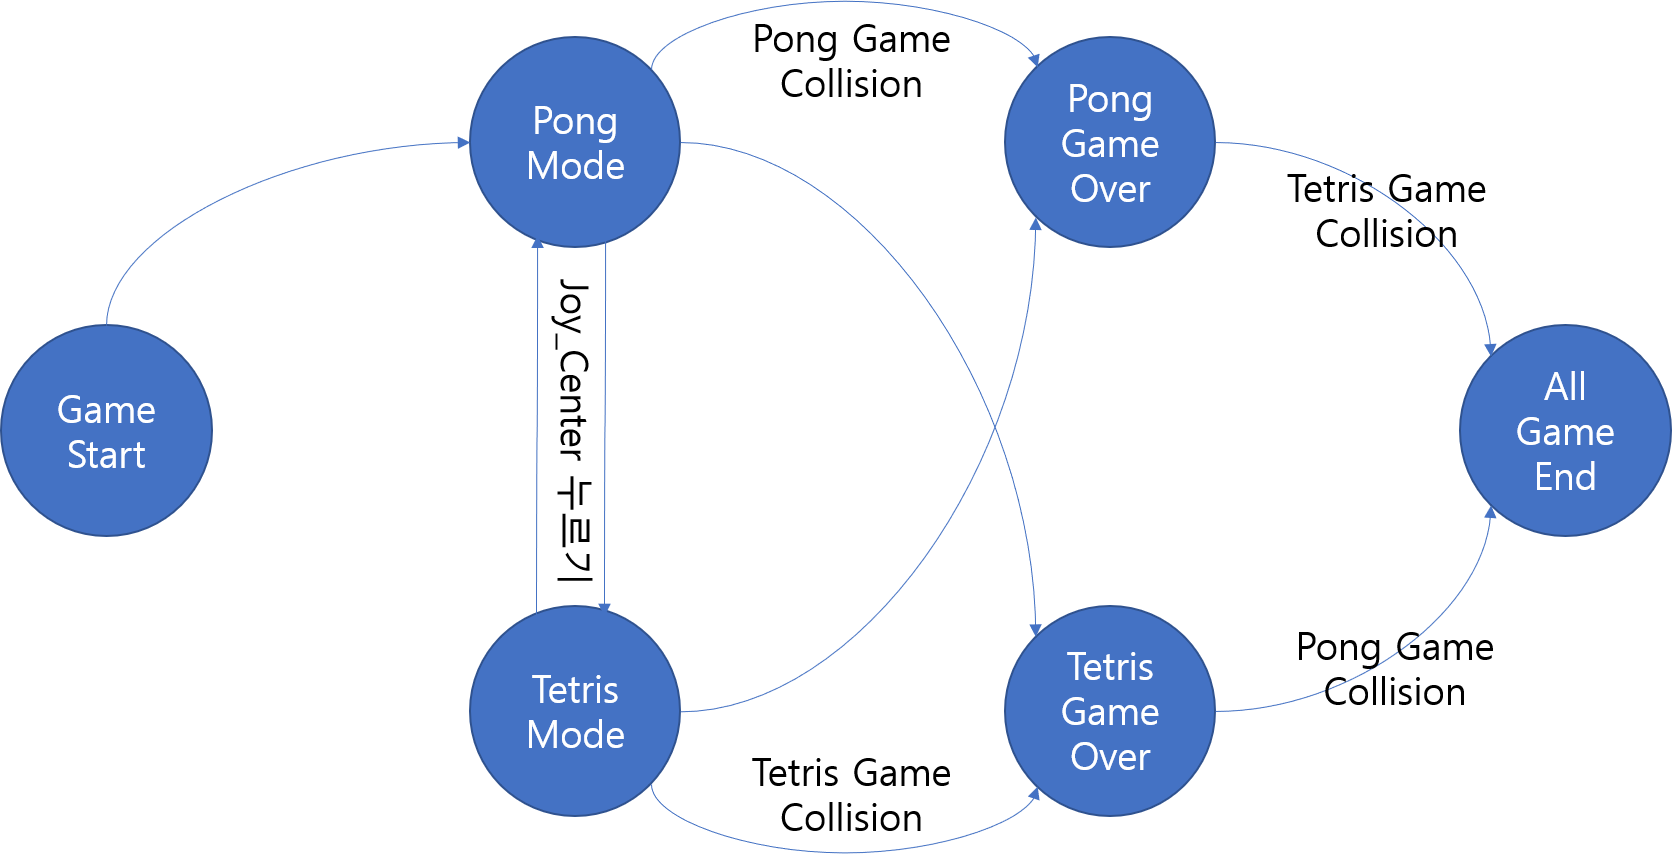 Pong Game
Collision
Pong
Mode
Pong
Game
Over
Tetris Game
Collision
Joy_Center 누르기
Game
Start
All
Game
End
Tetris
Mode
Tetris
Game
Over
Pong Game
Collision
Tetris Game
Collision